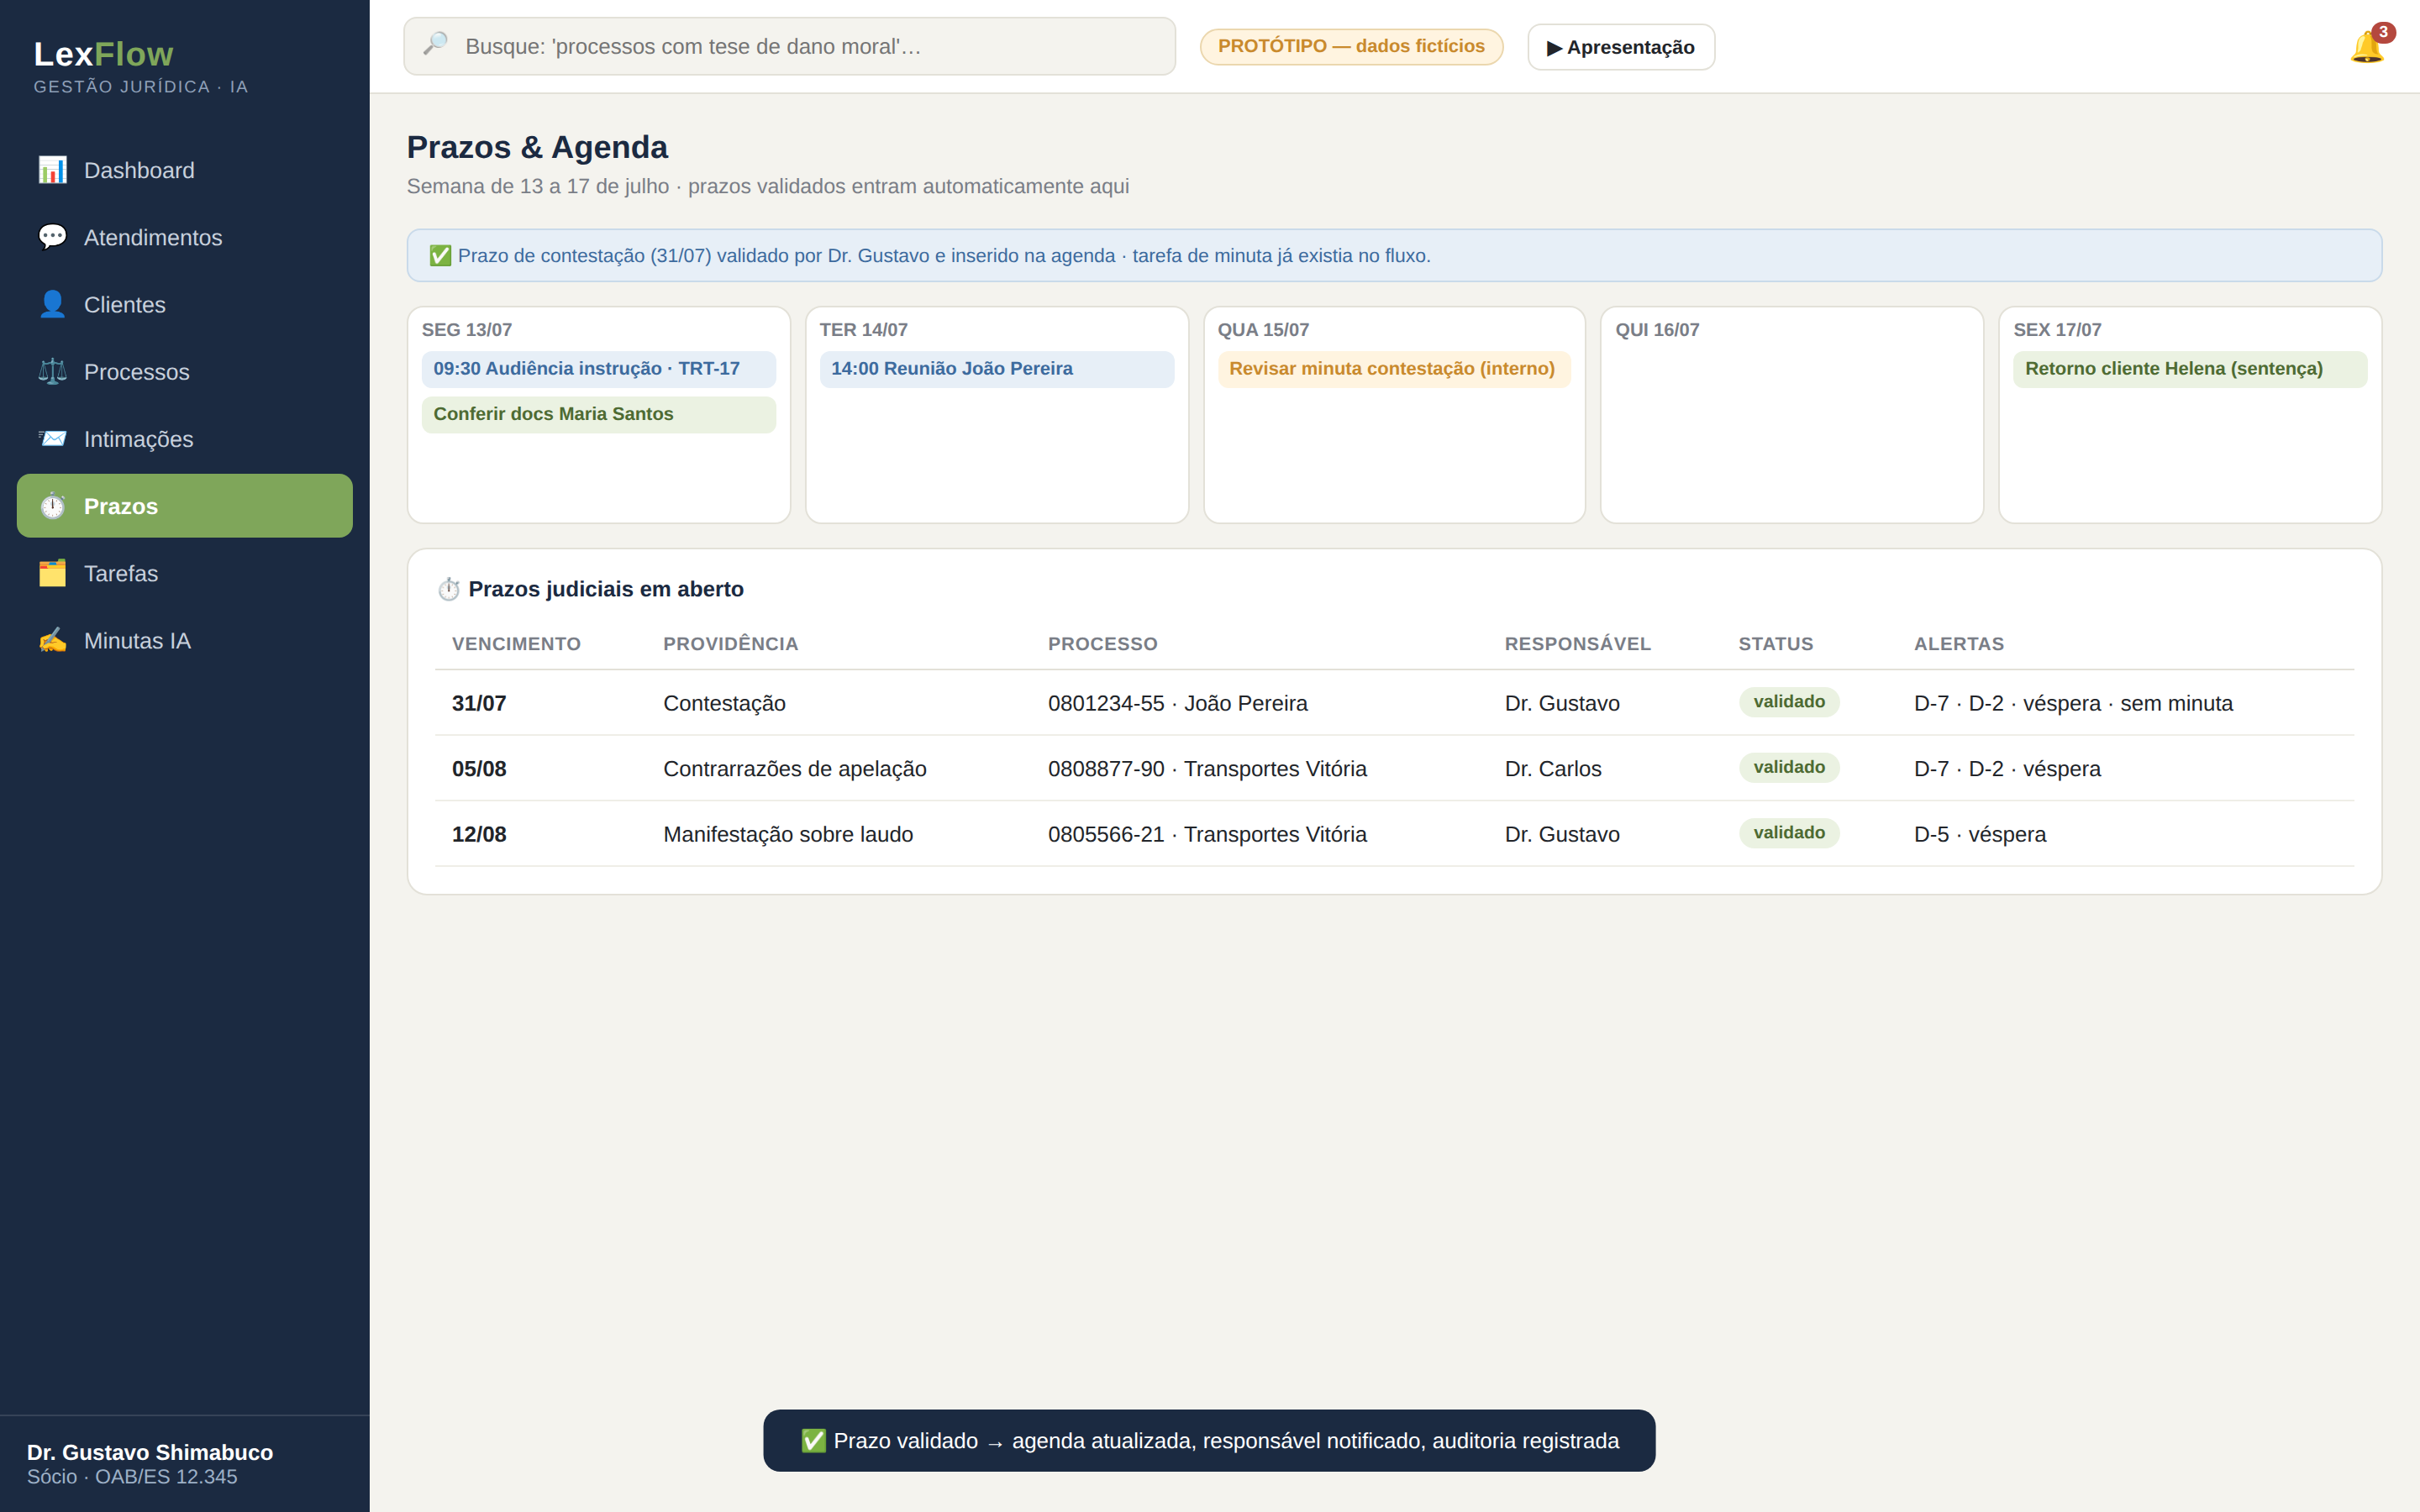 LexFlow
GESTÃO JURÍDICA · IA
Dashboard
Atendimentos
Clientes
Processos
Intimações
Prazos
Tarefas
Minutas IA
Dr. Gustavo Shimabuco
Sócio · OAB/ES 12.345
Busque: 'processos com tese de dano moral'…
PROTÓTIPO — dados fictícios
▶ Apresentação
3
Prazos & Agenda
Semana de 13 a 17 de julho · prazos validados entram automaticamente aqui
✅ Prazo de contestação (31/07) validado por Dr. Gustavo e inserido na agenda · tarefa de minuta já existia no fluxo.
SEG 13/07
09:30 Audiência instrução · TRT-17
Conferir docs Maria Santos
TER 14/07
14:00 Reunião João Pereira
QUA 15/07
Revisar minuta contestação (interno)
QUI 16/07
SEX 17/07
Retorno cliente Helena (sentença)
⏱️ Prazos judiciais em aberto
VENCIMENTO PROVIDÊNCIA PROCESSO RESPONSÁVEL STATUS ALERTAS
31/07 Contestação 0801234-55 · João Pereira Dr. Gustavo validado D-7 · D-2 · véspera · sem minuta
05/08 Contrarrazões de apelação 0808877-90 · Transportes Vitória Dr. Carlos validado D-7 · D-2 · véspera
12/08 Manifestação sobre laudo 0805566-21 · Transportes Vitória Dr. Gustavo validado D-5 · véspera
✅ Prazo validado → agenda atualizada, responsável notificado, auditoria registrada